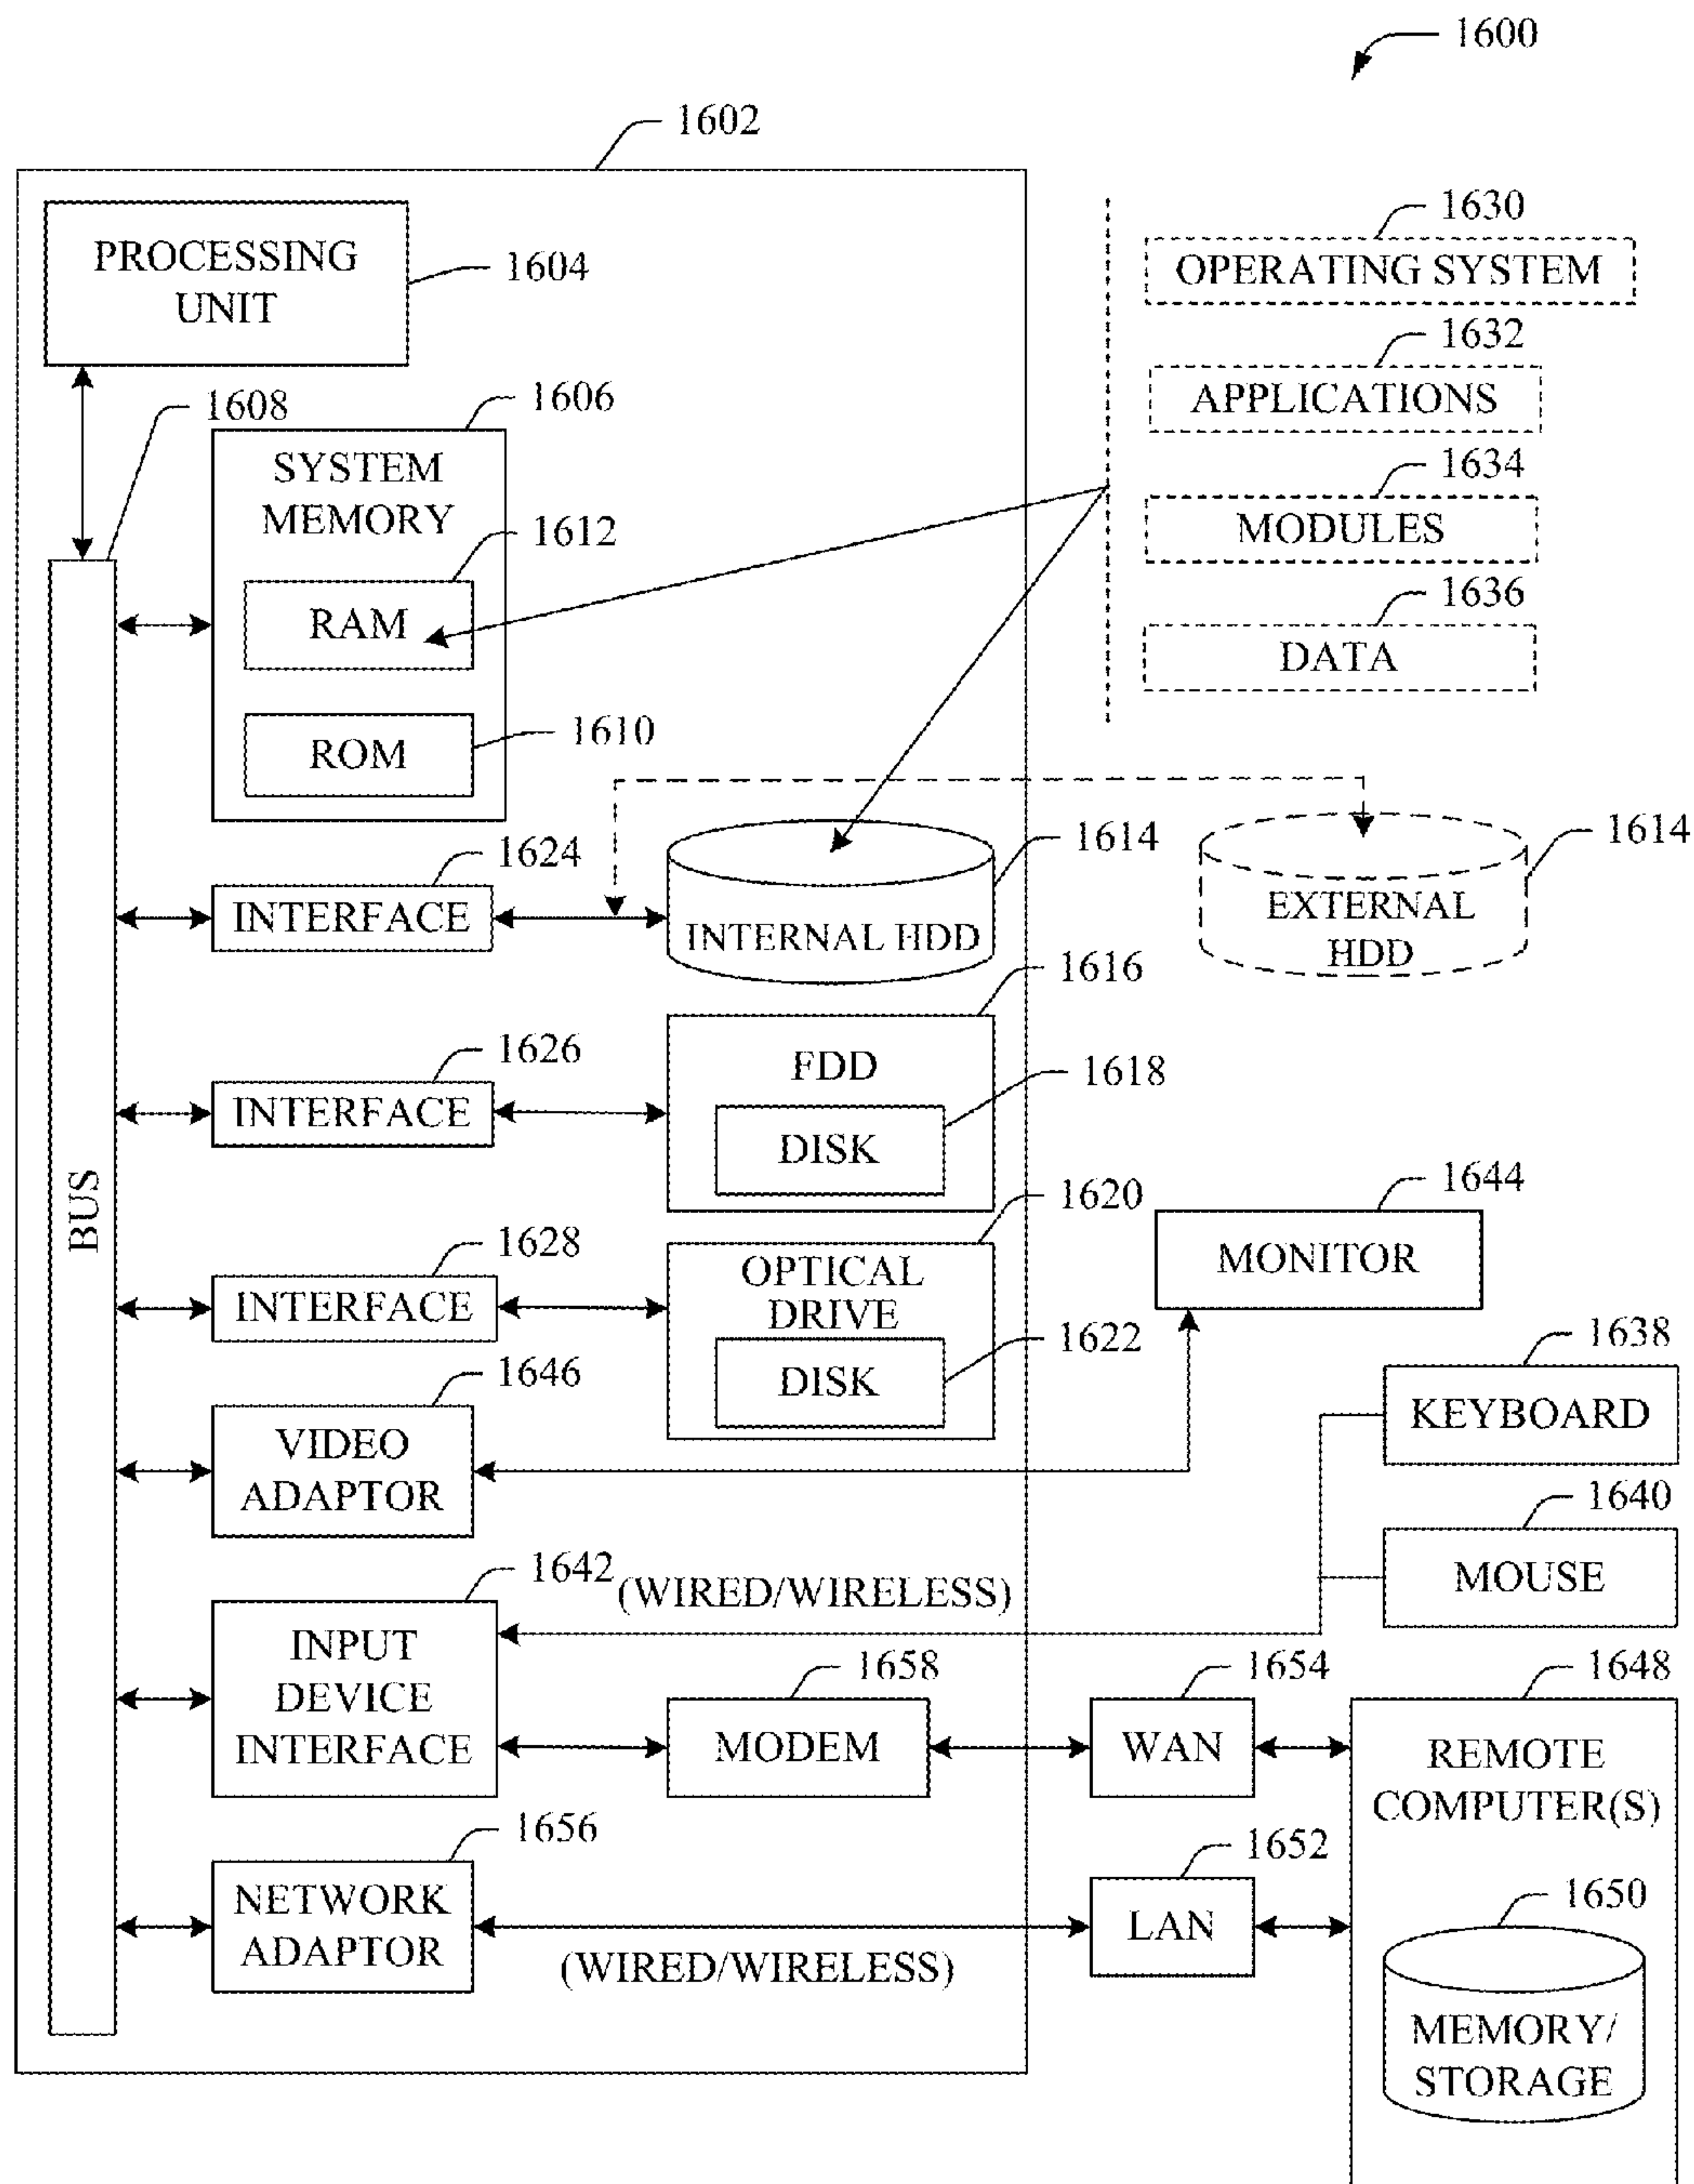 1600
1602
PROCESSING
UNIT
1604
1630
OPERATING SYSTEM
1632
APPLICATIONS
1634
MODULES
1636
DATA
1608
1606
SYSTEM
MEMORY
1612
RAM
1610
ROM
BUS
1624
INTERFACE
1614
INTERNAL HDD
1614
EXTERNAL
HDD
1626
INTERFACE
1616
FDD
1618
DISK
1628
INTERFACE
1620
OPTICAL
DRIVE
1622
DISK
1644
MONITOR
1646
VIDEO
ADAPTOR
1638
KEYBOARD
1640
MOUSE
1642
(WIRED/WIRELESS)
INPUT
DEVICE
INTERFACE
1658
MODEM
1654
WAN
1648
REMOTE
COMPUTER(S)
1656
NETWORK
ADAPTOR
(WIRED/WIRELESS)
1652
LAN
1650
MEMORY/
STORAGE